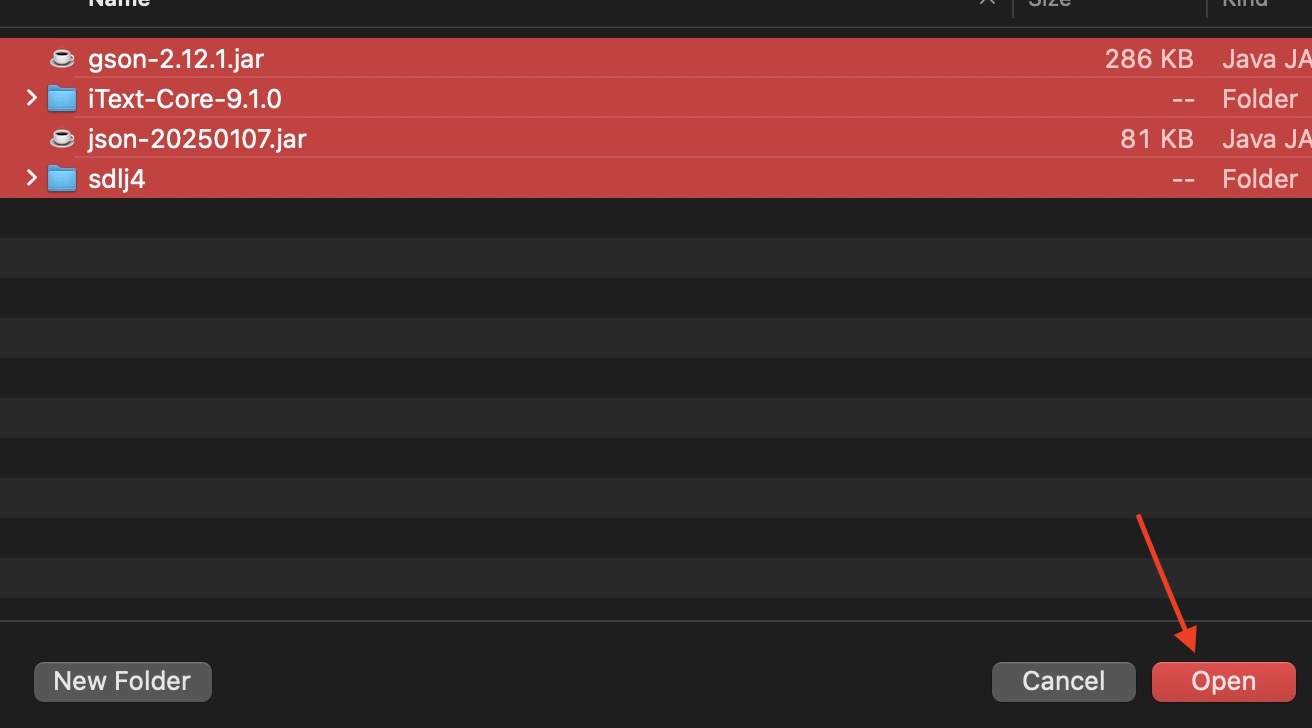 Name Size Kind
gson-2.12.1.jar 286 KB Java JA
iText-Core-9.1.0 -- Folder
json-20250107.jar 81 KB Java JA
sdlj4 -- Folder
New Folder Cancel Open